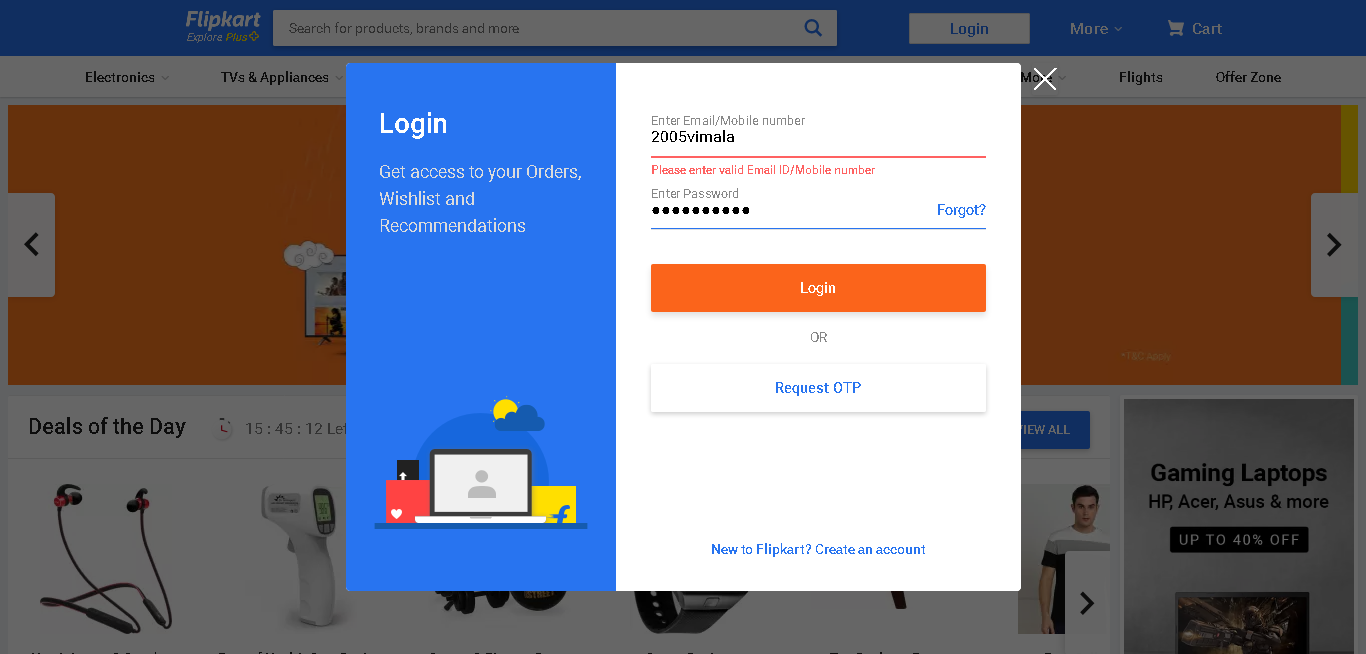 Flipkart
Explore Plus
Search for products, brands and more
Login
More
Cart
Electronics
TVs & Appliances
More
Flights
Offer Zone
Login
Get access to your Orders,
Wishlist and
Recommendations
Enter Email/Mobile number
2005vimala
Please enter valid Email ID/Mobile number
Enter Password
Forgot?
Login
OR
Request OTP
New to Flipkart? Create an account
*T&C Apply
Deals of the Day
15 : 45 : 12 Lef
VIEW ALL
Gaming Laptops
HP, Acer, Asus & more
UP TO 40% OFF